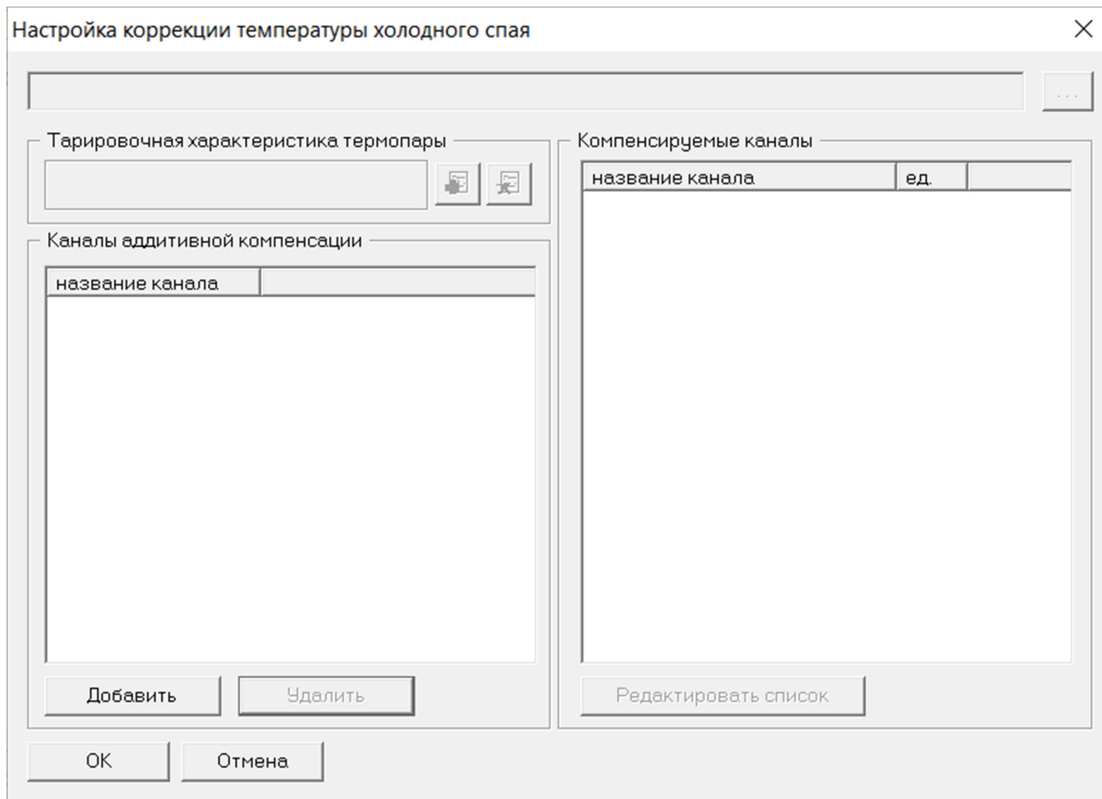 Настройка коррекции температуры холодного спая
...
Тарировочная характеристика термопары
Каналы аддитивной компенсации
название канала
Добавить
Удалить
Компенсируемые каналы
название канала ед.
Редактировать список
OK
Отмена